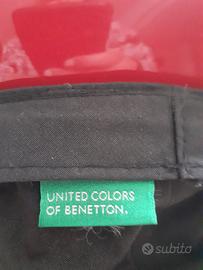 UNITED COLORS
OF BENETTON.
subito